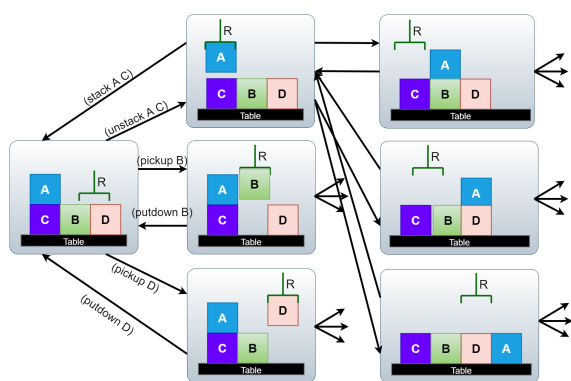 R
A
C B D
Table
(stack A C)
(unstack A C)
R
A
C B D
Table
R
A
C B D
Table
(pickup B)
(putdown B)
R
A B
C D
Table
R
A
C B D
Table
(pickup D)
(putdown D)
R
D
A
C B
Table
R
C B D A
Table